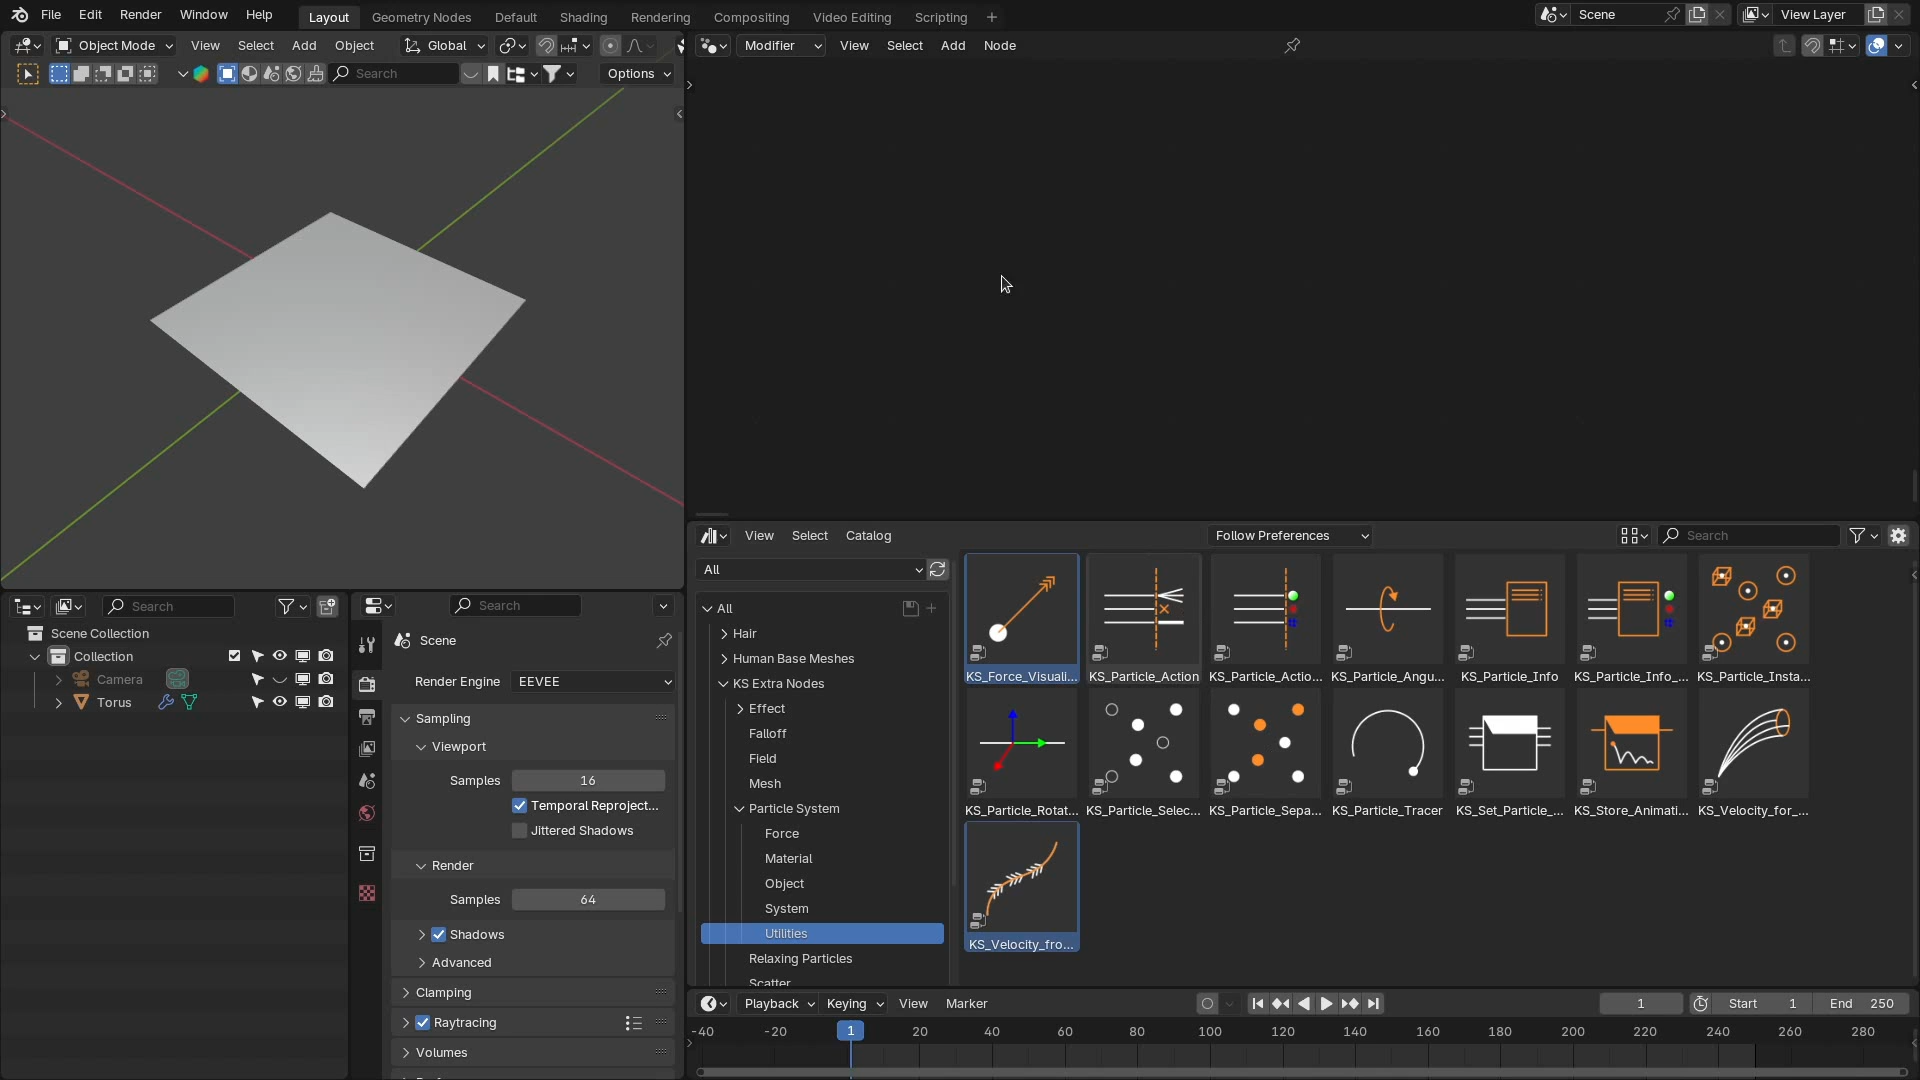 File Edit Render Window Help Layout Geometry Nodes Default Shading Rendering Compositing Video Editing Scripting + Scene View Layer
Object Mode View Select Add Object Global
Search Options
Modifier View Select Add Node
View Select Catalog Follow Preferences Search
All
All
Hair
Human Base Meshes
KS Extra Nodes
Effect
Falloff
Field
Mesh
Particle System
Force
Material
Object
System
Utilities
Relaxing Particles
Scatter
KS_Force_Visuali... KS_Particle_Action KS_Particle_Actio... KS_Particle_Angu... KS_Particle_Info KS_Particle_Info_... KS_Particle_Insta...
KS_Particle_Rotat... KS_Particle_Selec... KS_Particle_Sepa... KS_Particle_Tracer KS_Set_Particle_... KS_Store_Animati... KS_Velocity_for_...
KS_Velocity_fro...
Search
Scene Collection
Collection
Camera
Torus
Search
Scene
Render Engine EEVEE
Sampling
Viewport
Samples 16
Temporal Reproject...
Jittered Shadows
Render
Samples 64
Shadows
Advanced
Clamping
Raytracing
Volumes
Playback Keying View Marker 1 Start 1 End 250
-40 -20 1 20 40 60 80 100 120 140 160 180 200 220 240 260 280